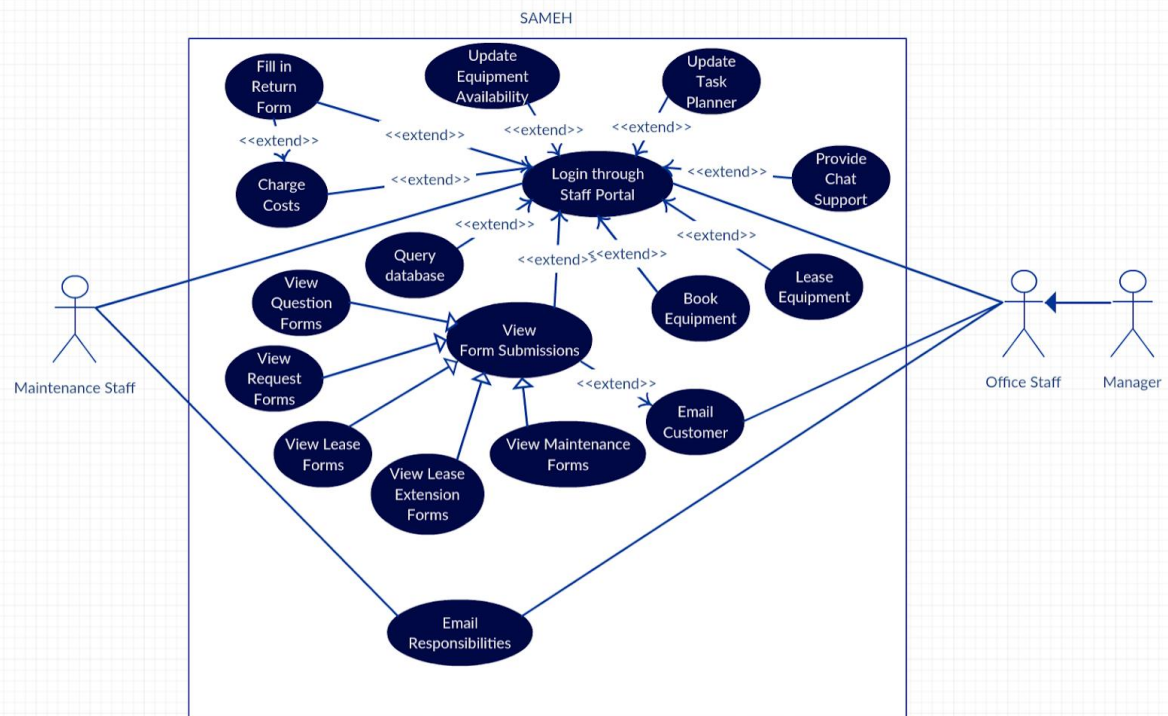 SAMEH
Fill in
Return
Form
Update
Equipment
Availability
Update
Task
Planner
<<extend>>
<<extend>>
<<extend>>
<<extend>>
Charge
Costs
<<extend>>
Login through
Staff Portal
<<extend>>
Provide
Chat
Support
<<extend>>
<<extend>>
<<extend>>
<<extend>>
Query
database
View
Question
Forms
Book
Equipment
Lease
Equipment
View
Form Submissions
View
Request
Forms
Maintenance Staff
Office Staff
Manager
<<extend>>
Email
Customer
View Lease
Forms
View Lease
Extension
Forms
View Maintenance
Forms
Email
Responsibilities